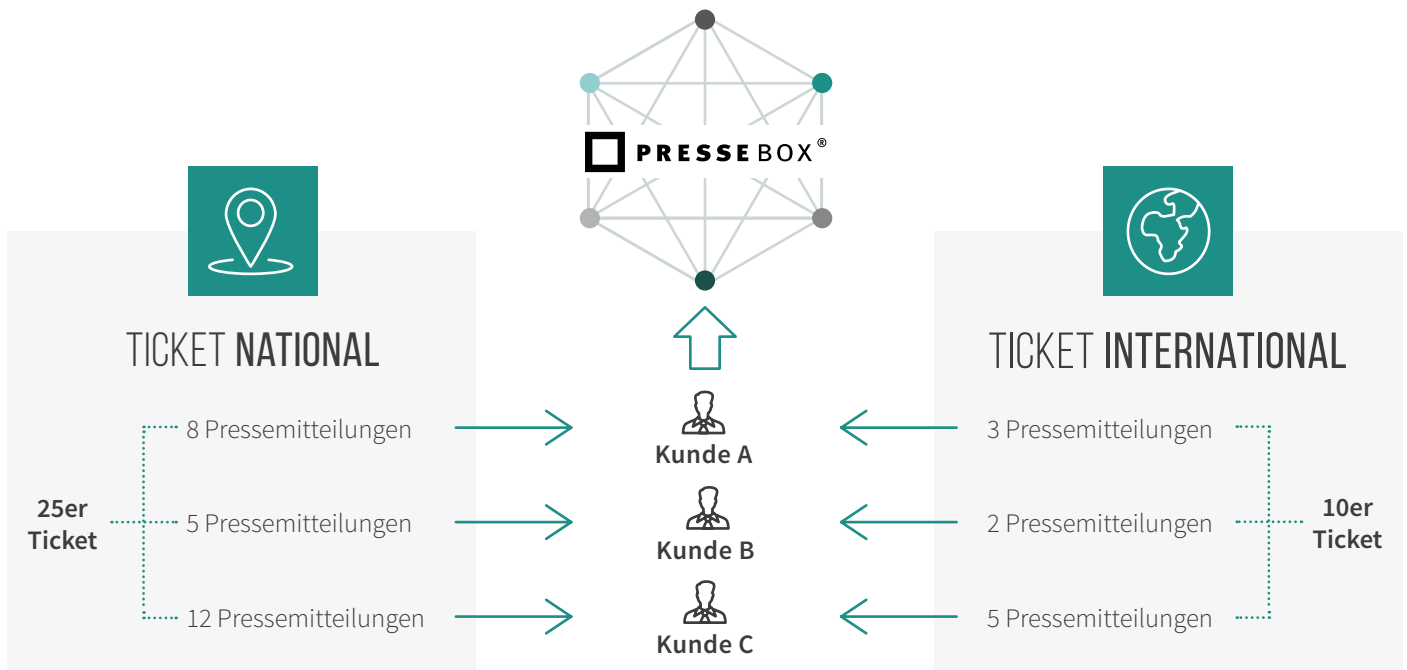 PRESSEBOX®
TICKET NATIONAL
8 Pressemitteilungen
5 Pressemitteilungen
12 Pressemitteilungen
25er
Ticket
Kunde A
Kunde B
Kunde C
TICKET INTERNATIONAL
3 Pressemitteilungen
2 Pressemitteilungen
5 Pressemitteilungen
10er
Ticket